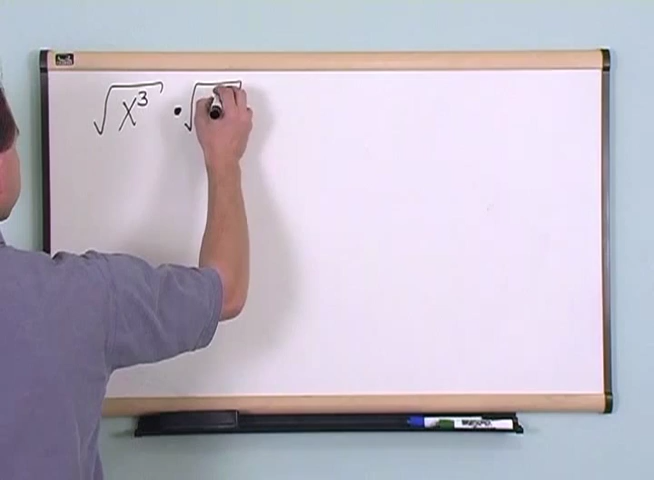 √x³ · √